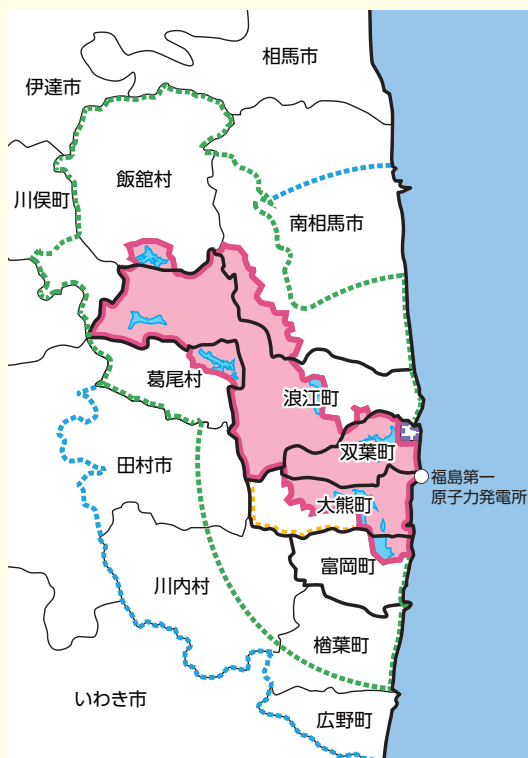 相馬市
伊達市
飯舘村
川俣町
南相馬市
葛尾村
浪江町
双葉町
田村市
福島第一
原子力発電所
大熊町
富岡町
川内村
楢葉町
いわき市
広野町